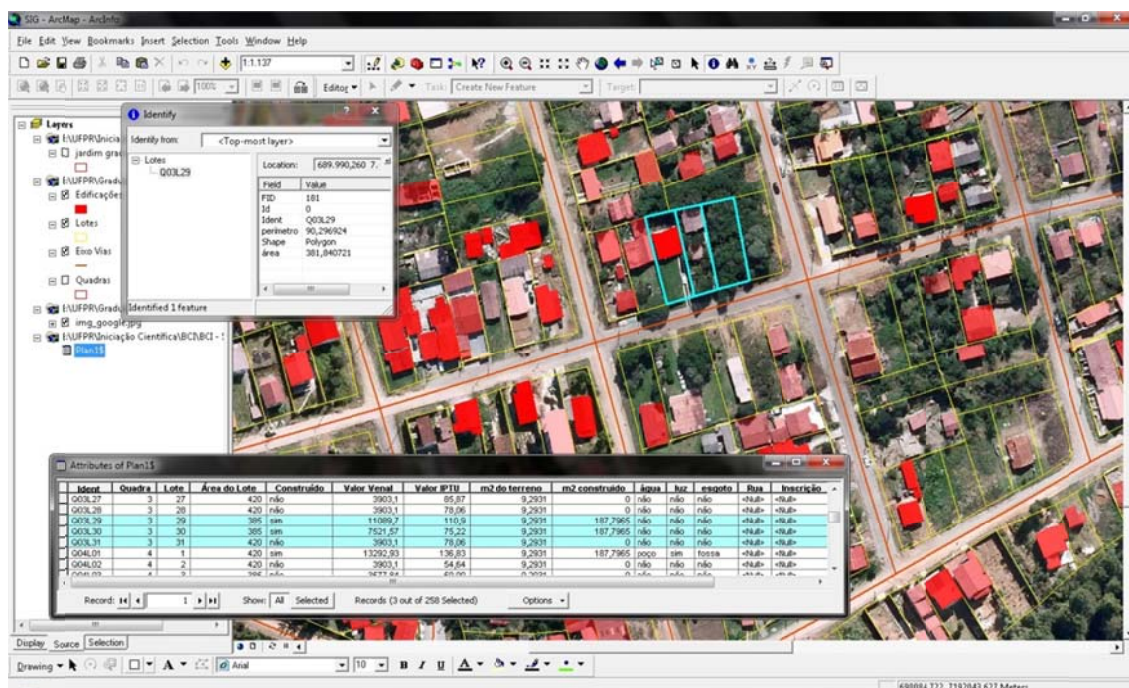 SIG - ArcMap - ArcInfo
File Edit View Bookmarks Insert Selection Tools Window Help
1:1.137
100% Editor Task: Create New Feature Target:
Layers
jardim
Edificações
Lotes
Eixo Vias
Quadras
img_google.jpg
I:\UFPR\Iniciação Científica\BCI\BCI -
Plan1$
Identify
Identify from: <Top-most layer>
Lotes
Q03L29
Location: 689.990,260 7.
Field Value
FID 181
Id 0
Ident Q03L29
perímetro 90,296924
Shape Polygon
área 381,840721
Identified 1 feature
Attributes of Plan1$
Ident Quadra Lote Área do Lote Construído Valor Venal Valor IPTU m2 do terreno m2 construído água luz esgoto Rua Inscrição
Q03L27 3 27 420 não 3903,1 85,87 9,2931 0 não não não <Null> <Null>
Q03L28 3 28 420 não 3903,1 78,06 9,2931 0 não não não <Null> <Null>
Q03L29 3 29 385 sim 11089,7 110,9 9,2931 187,7965 não não não <Null> <Null>
Q03L30 3 30 385 sim 7521,57 75,22 9,2931 187,7965 não não não <Null> <Null>
Q03L31 3 31 420 não 3903,1 78,06 9,2931 0 não não não <Null> <Null>
Q04L01 4 1 420 sim 13292,93 136,83 9,2931 187,7965 poço sim fossa <Null> <Null>
Q04L02 4 2 420 não 3903,1 54,64 9,2931 0 não não não <Null> <Null>
Record: 1 Show: All Selected Records (3 out of 258 Selected) Options
Display Source Selection
Drawing Arial 10 B I U A